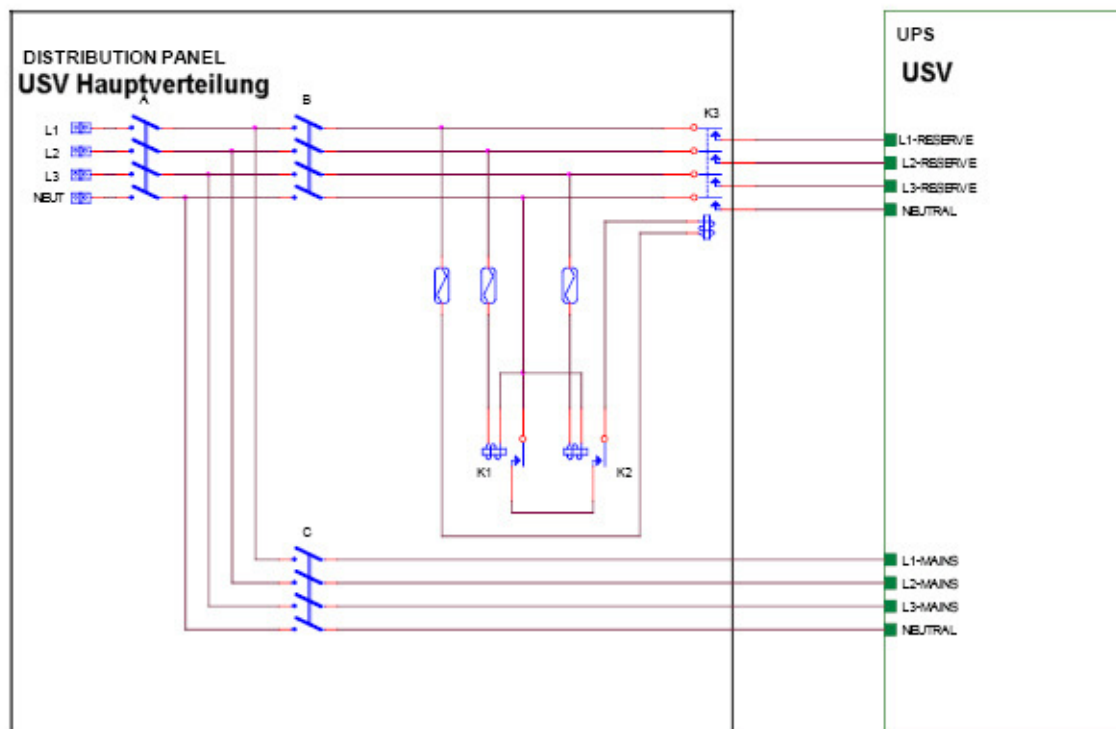 DISTRIBUTION PANEL
USV Hauptverteilung
UPS
USV
A
B
K3
L1
L2
L3
NEUT
L1-RESERVE
L2-RESERVE
L3-RESERVE
NEUTRAL
K1
K2
C
L1-MAINS
L2-MAINS
L3-MAINS
NEUTRAL